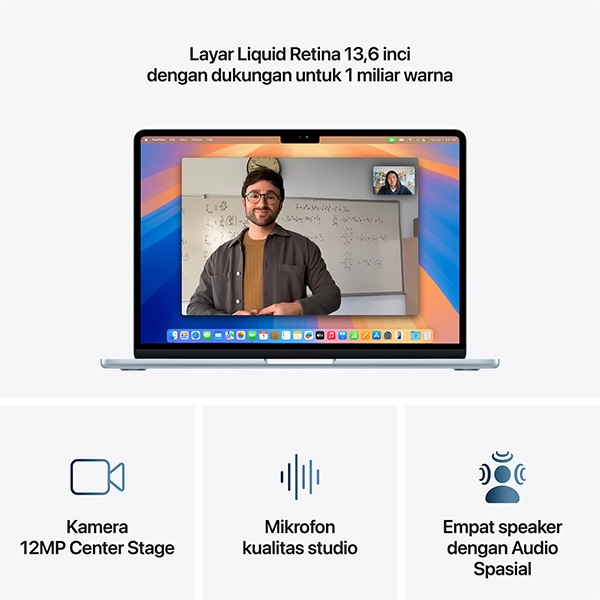 Layar Liquid Retina 13,6 inci
dengan dukungan untuk 1 miliar warna
Kamera
12MP Center Stage
Mikrofon
kualitas studio
Empat speaker
dengan Audio
Spasial